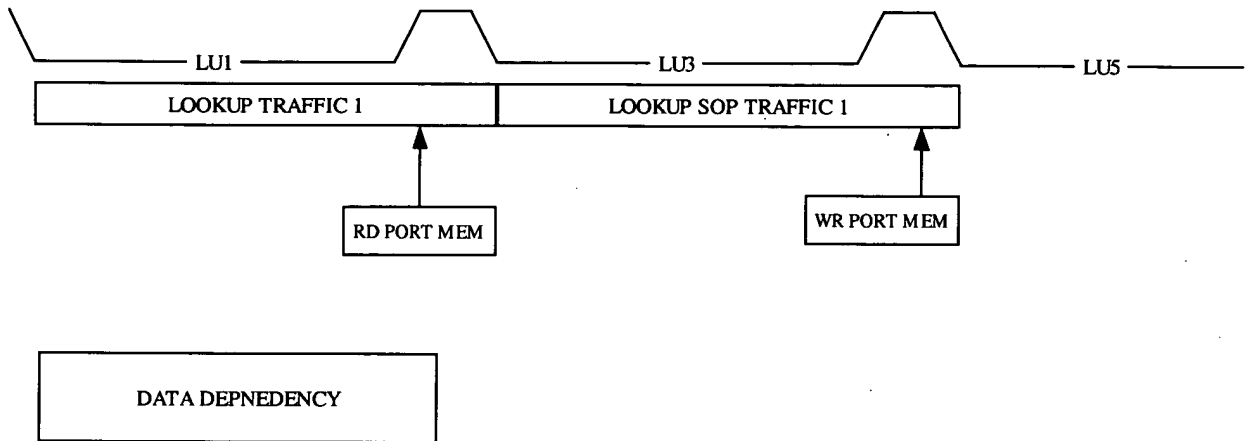 LU1
LU3
LU5
LOOKUP TRAFFIC 1
LOOKUP SOP TRAFFIC 1
RD PORT MEM
WR PORT MEM
DATA DEPNEDENCY